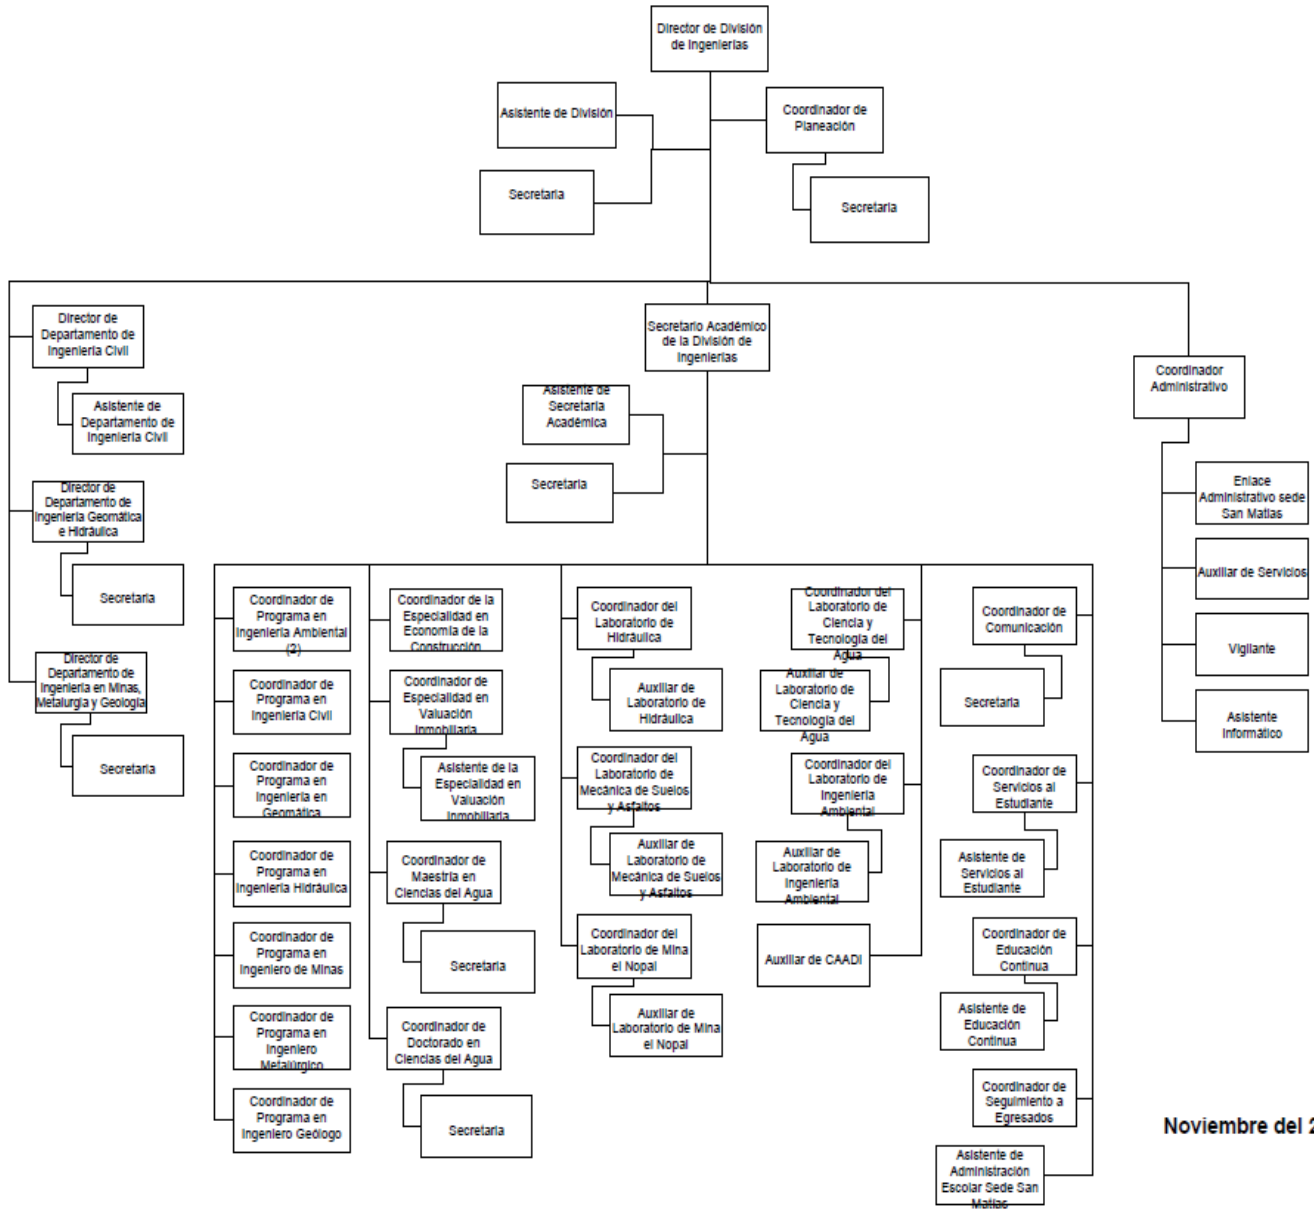 Director de División
de Ingenierías
Asistente de División
Coordinador de
Planeación
Secretaria
Secretaria
Director de
Departamento de
Ingeniería Civil
Asistente de
Departamento de
Ingeniería Civil
Director de
Departamento de
Ingeniería Geomática
e Hidráulica
Secretaria
Director de
Departamento de
Ingeniería en Minas,
Metalurgia y Geología
Secretaria
Secretario Académico
de la División de
Ingenierías
Asistente de
Secretaria
Académica
Secretaria
Coordinador
Administrativo
Enlace
Administrativo sede
San Matías
Auxiliar de Servicios
Vigilante
Asistente
Informático
Coordinador de
Programa en
Ingeniería Ambiental
(2)
Coordinador de
Programa en
Ingeniería Civil
Coordinador de
Programa en
Ingeniería en
Geomática
Coordinador de
Programa en
Ingeniería Hidráulica
Coordinador de
Programa en
Ingeniero de Minas
Coordinador de
Programa en
Ingeniero
Metalúrgico
Coordinador de
Programa en
Ingeniero Geólogo
Coordinador de la
Especialidad en
Economía de la
Construcción
Coordinador de
Especialidad en
Valuación
Inmobiliaria
Asistente de la
Especialidad en
Valuación
Inmobiliaria
Coordinador de
Maestría en
Ciencias del Agua
Secretaria
Coordinador de
Doctorado en
Ciencias del Agua
Secretaria
Coordinador del
Laboratorio de
Hidráulica
Auxiliar de
Laboratorio de
Hidráulica
Coordinador del
Laboratorio de
Mecánica de Suelos
y Asfaltos
Auxiliar de
Laboratorio de
Mecánica de Suelos
y Asfaltos
Coordinador del
Laboratorio de Mina
el Nopal
Auxiliar de
Laboratorio de Mina
el Nopal
Coordinador del
Laboratorio de
Ciencia y
Tecnología del
Agua
Auxiliar de
Laboratorio de
Ciencia y
Tecnología del
Agua
Coordinador del
Laboratorio de
Ingeniería
Ambiental
Auxiliar de
Laboratorio de
Ingeniería
Ambiental
Auxiliar de CAADI
Coordinador de
Comunicación
Secretaria
Coordinador de
Servicios al
Estudiante
Asistente de
Servicios al
Estudiante
Coordinador de
Educación
Continua
Asistente de
Educación
Continua
Coordinador de
Seguimiento a
Egresados
Asistente de
Administración
Escolar Sede San
Matías
Noviembre del 2